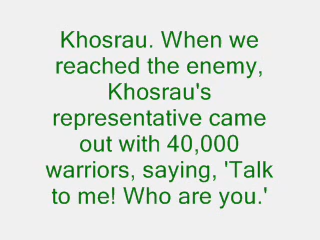 Khosrau. When we
reached the enemy,
Khosrau's
representative came
out with 40,000
warriors, saying, 'Talk
to me! Who are you.'